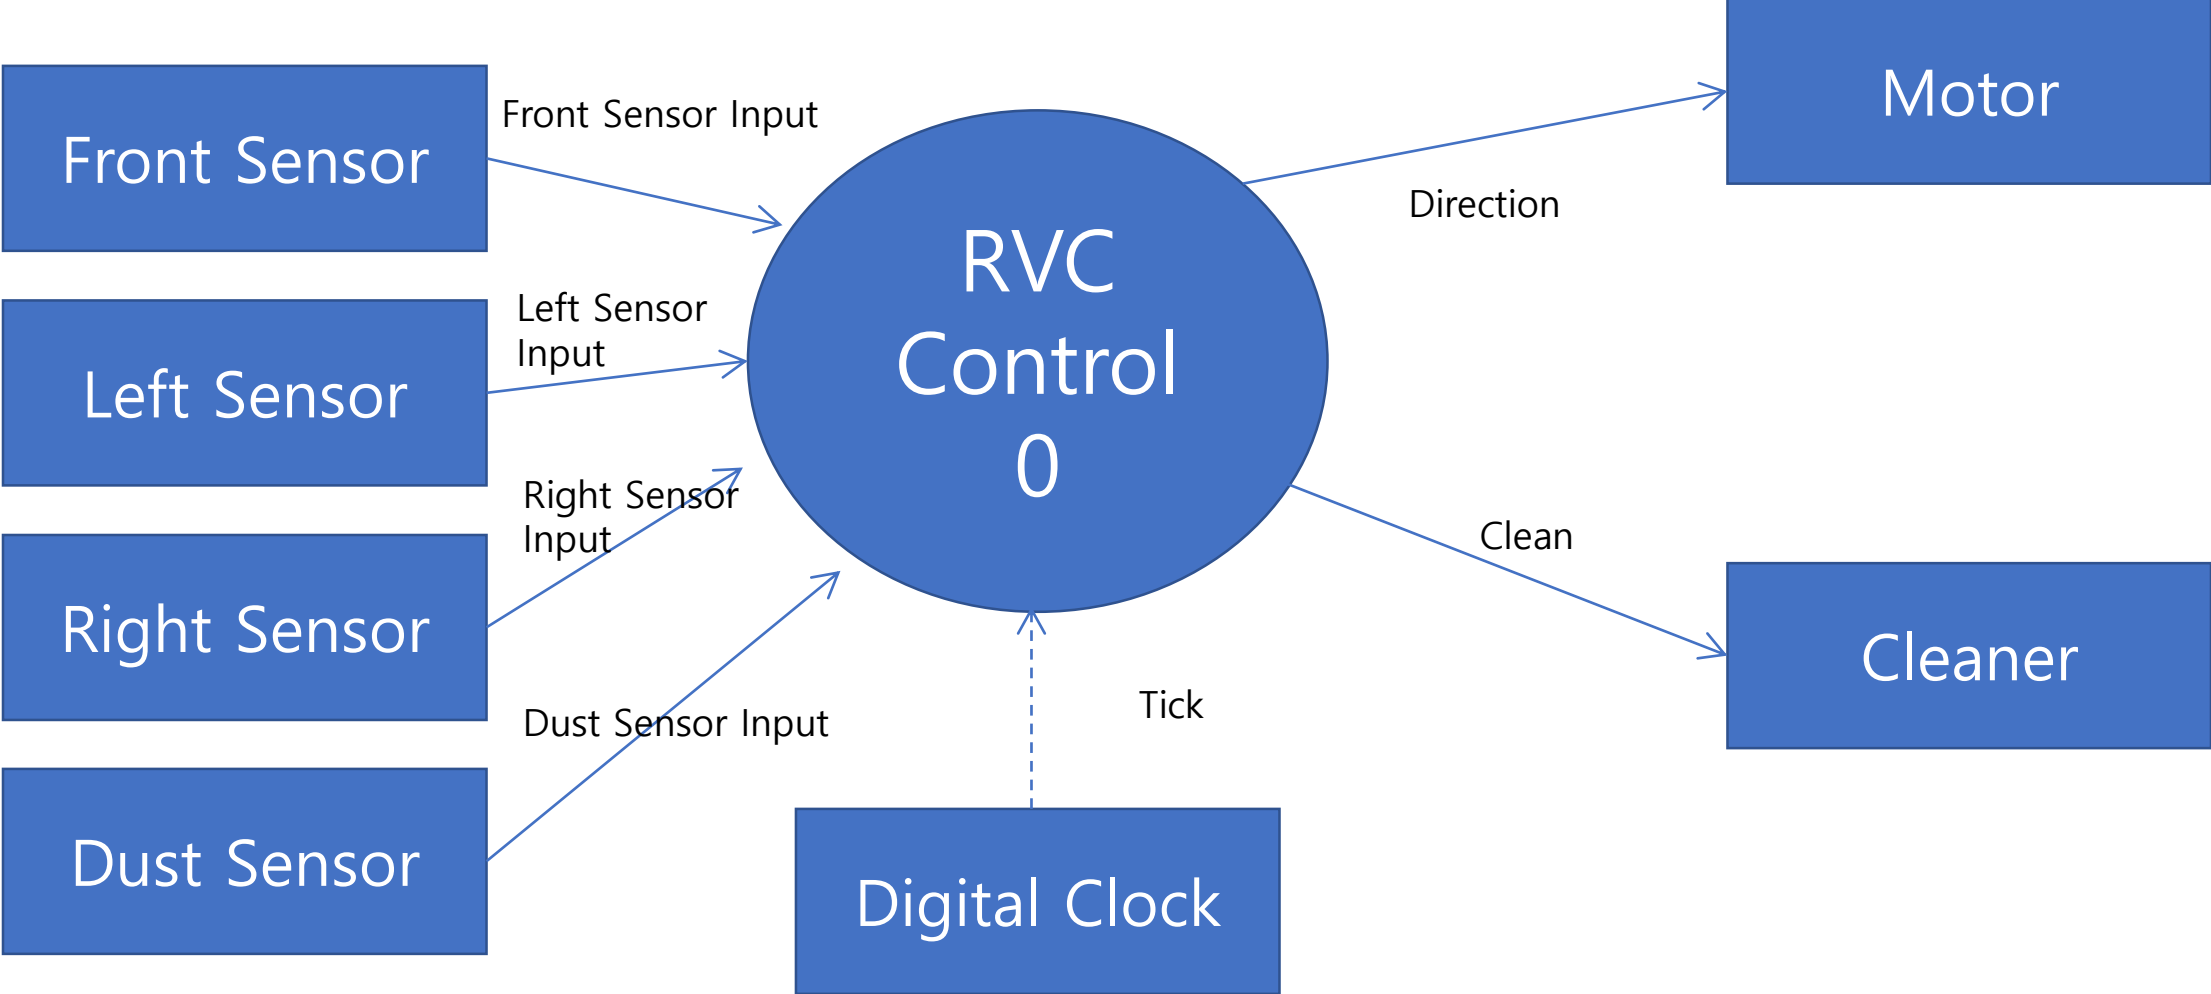 Front Sensor
Front Sensor Input
Left Sensor
Left Sensor
Input
Right Sensor
Right Sensor
Input
Dust Sensor
Dust Sensor Input
RVC
Control
0
Tick
Digital Clock
Direction
Motor
Clean
Cleaner